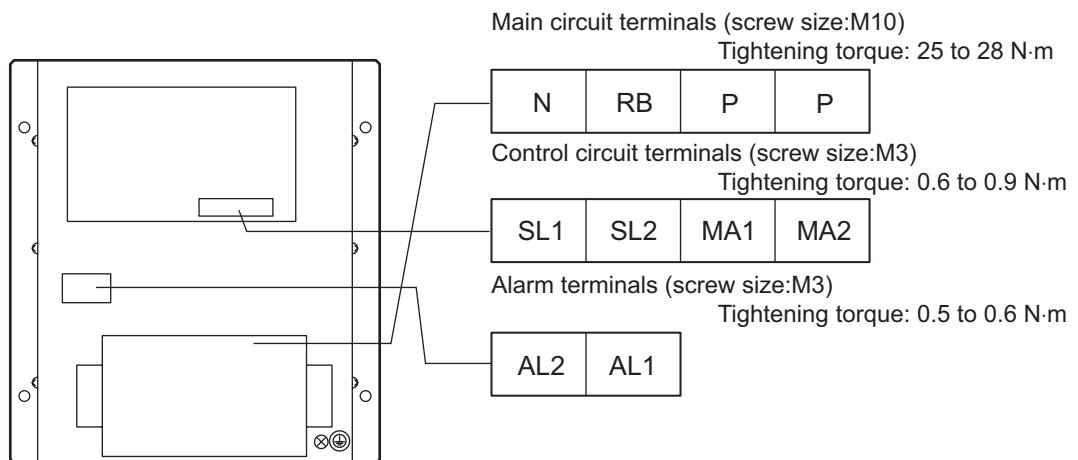 Main circuit terminals (screw size:M10)
Tightening torque: 25 to 28 N·m
N RB P P
Control circuit terminals (screw size:M3)
Tightening torque: 0.6 to 0.9 N·m
SL1 SL2 MA1 MA2
Alarm terminals (screw size:M3)
Tightening torque: 0.5 to 0.6 N·m
AL2 AL1